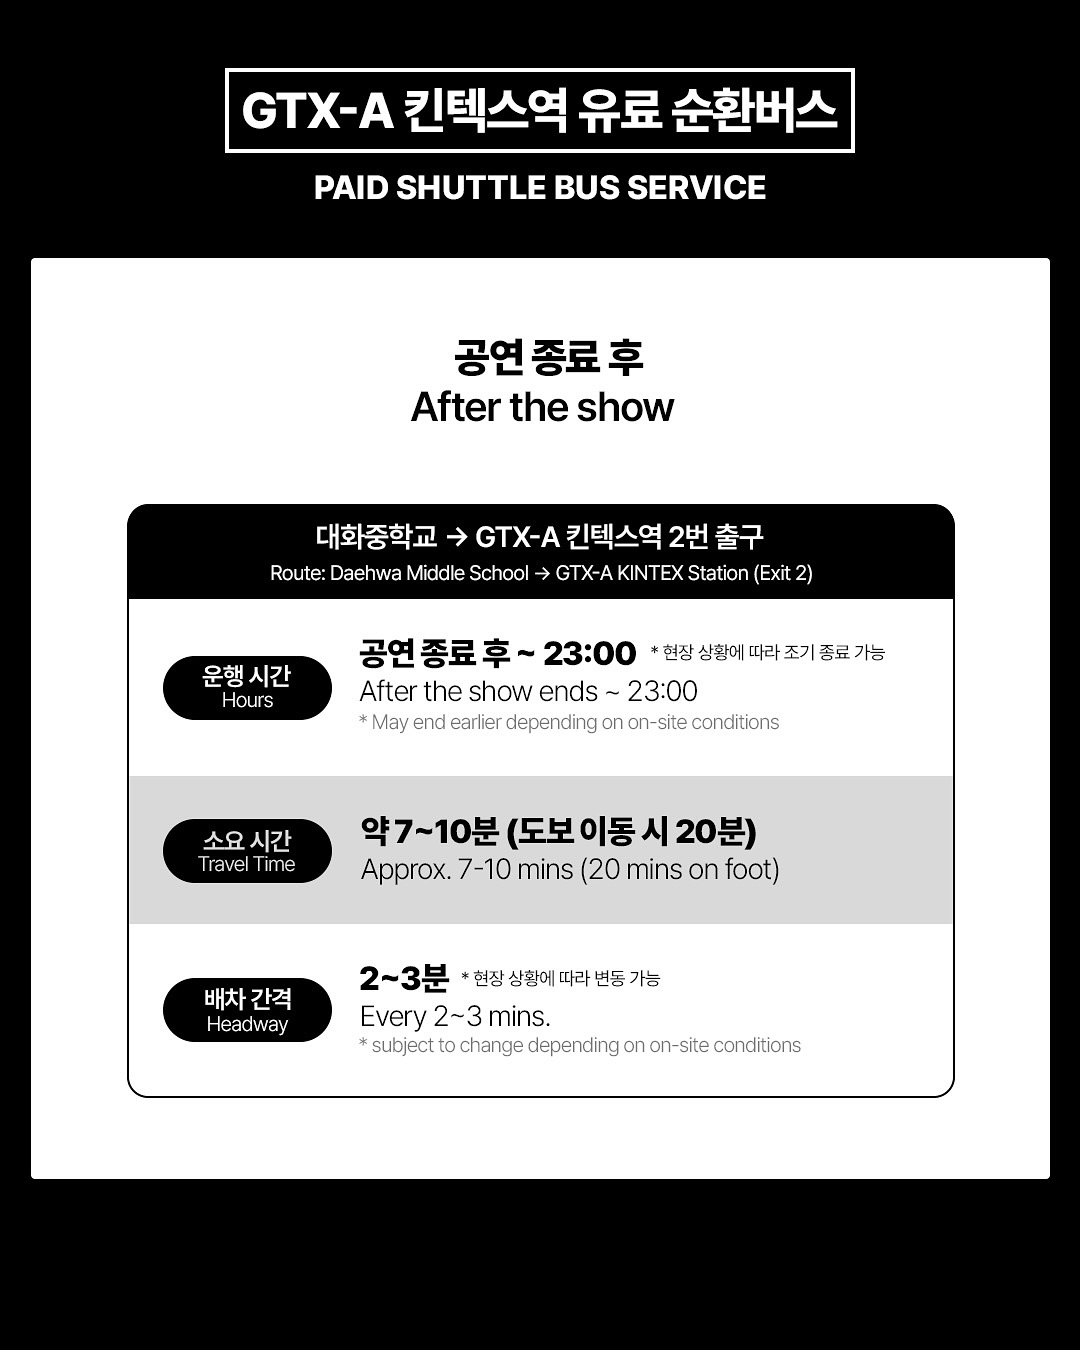 GTX-A 킨텍스역 유료 순환버스
PAID SHUTTLE BUS SERVICE
공연 종료 후
After the show
대화중학교 → GTX-A 킨텍스역 2번 출구
Route: Daehwa Middle School → GTX-A KINTEX Station (Exit 2)
운행 시간
Hours
공연 종료 후 ~ 23:00 * 현장 상황에 따라 조기 종료 가능
After the show ends ~ 23:00
* May end earlier depending on on-site conditions
소요 시간
Travel Time
약 7~10분 (도보 이동 시 20분)
Approx. 7-10 mins (20 mins on foot)
배차 간격
Headway
2~3분 * 현장 상황에 따라 변동 가능
Every 2~3 mins.
* subject to change depending on on-site conditions